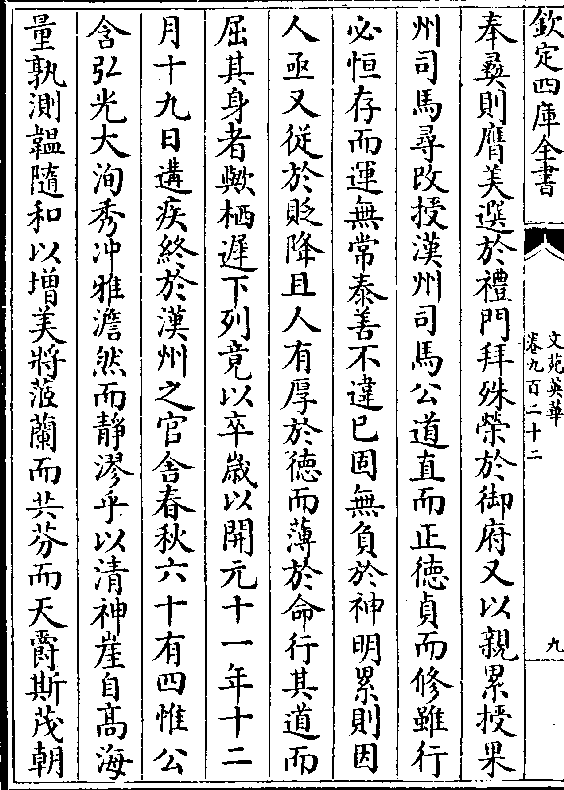 欽定四庫全書
文苑英華
卷九百二十二
九
奉彝則膺美選於禮門拜殊榮於御府又以親累授果
州司馬尋改授漢州司馬公道直而正徳貞而修雖行
必恒存而運無常泰善不違已固無負於神明累則因
人亟又從於貶降且人有厚於徳而薄於命行其道而
屈其身者歟栖遲下列竟以卒嵗以開元十一年十二
月十九日遘疾終於漢州之官舍春秋六十有四惟公
含弘光大洵秀冲雅澹然而静漻乎以清神崖自髙海
量孰測韞隨和以增美將蒞蘭而共芬而天爵斯茂朝